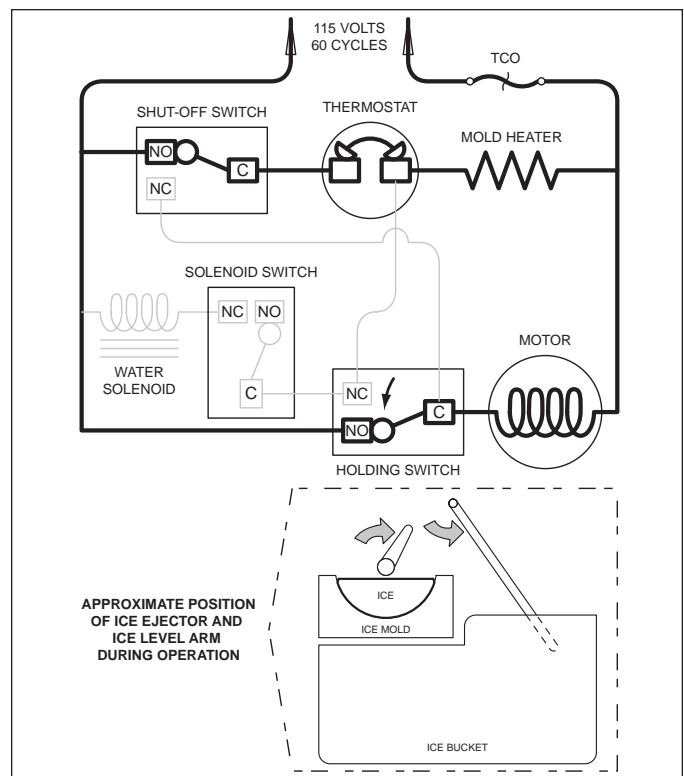 115 VOLTS
60 CYCLES
TCO
SHUT-OFF SWITCH
THERMOSTAT
MOLD HEATER
NO
C
NC
SOLENOID SWITCH
NC NO
WATER
SOLENOID
C
NC
C
NO
MOTOR
HOLDING SWITCH
APPROXIMATE POSITION
OF ICE EJECTOR AND
ICE LEVEL ARM
DURING OPERATION
ICE
ICE MOLD
ICE BUCKET